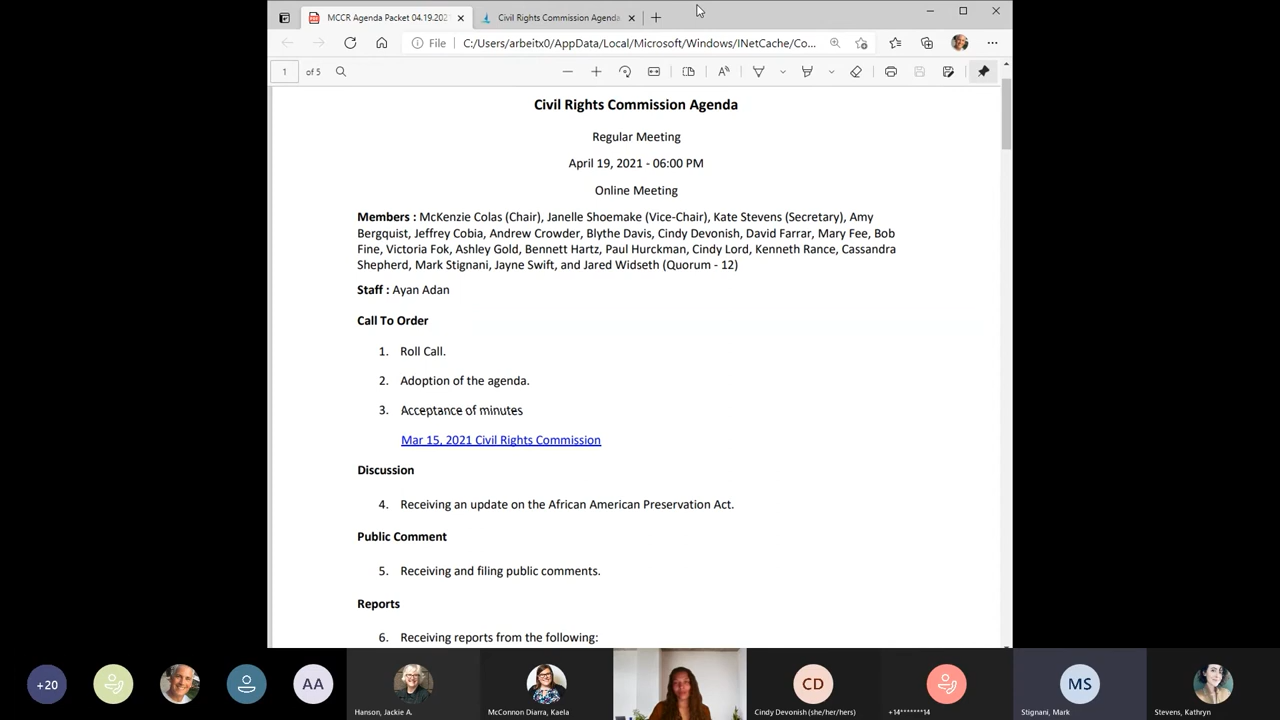 MCCR Agenda Packet 04.19.202
Civil Rights Commission Agenda
File
C:/Users/arbeitx0/AppData/Local/Microsoft/Windows/INetCache/Co...
1 of 5
Civil Rights Commission Agenda
Regular Meeting
April 19, 2021 - 06:00 PM
Online Meeting
Members : McKenzie Colas (Chair), Janelle Shoemake (Vice-Chair), Kate Stevens (Secretary), Amy
Bergquist, Jeffrey Cobia, Andrew Crowder, Blythe Davis, Cindy Devonish, David Farrar, Mary Fee, Bob
Fine, Victoria Fok, Ashley Gold, Bennett Hartz, Paul Hurckman, Cindy Lord, Kenneth Rance, Cassandra
Shepherd, Mark Stignani, Jayne Swift, and Jared Widseth (Quorum - 12)
Staff : Ayan Adan
Call To Order
1. Roll Call.
2. Adoption of the agenda.
3. Acceptance of minutes
Mar 15, 2021 Civil Rights Commission
Discussion
4. Receiving an update on the African American Preservation Act.
Public Comment
5. Receiving and filing public comments.
Reports
6. Receiving reports from the following:
+20
AA
CD
MS
Hanson, Jackie A.
McConnon Diarra, Kaela
Cindy Devonish (she/her/hers)
+14*******14
Stignani, Mark
Stevens, Kathryn